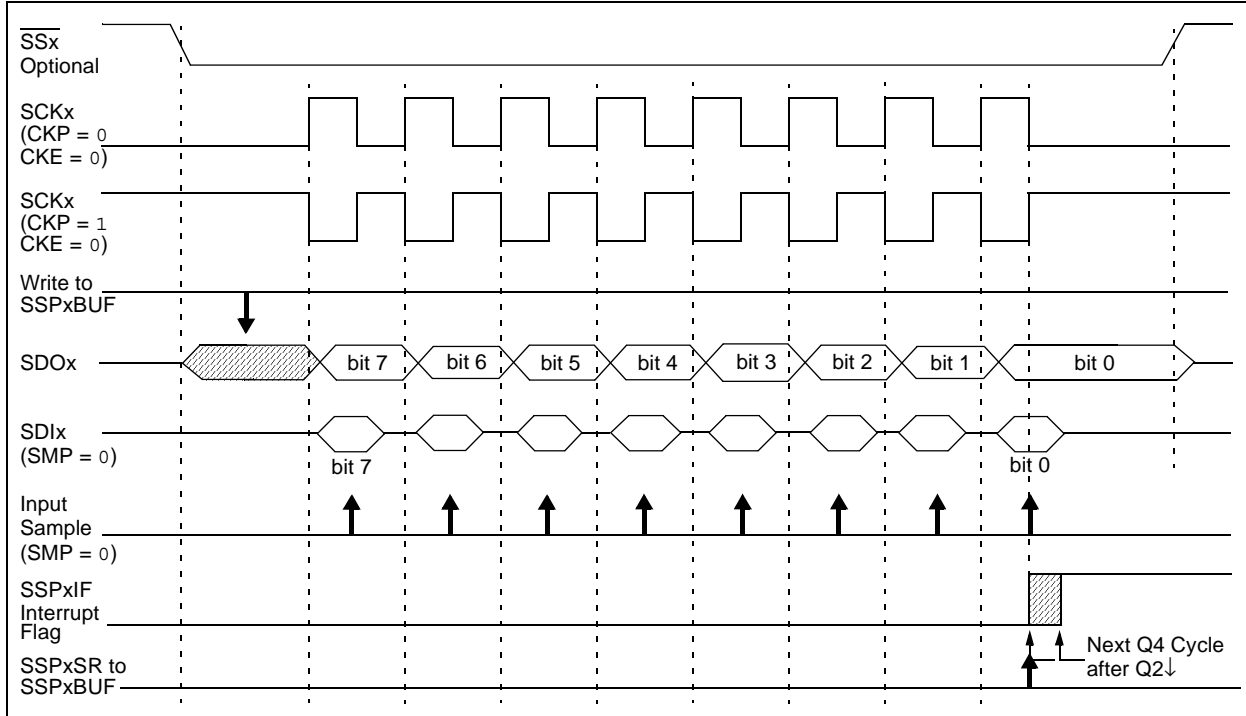 SSx
Optional
SCKx
(CKP = 0
CKE = 0)
SCKx
(CKP = 1
CKE = 0)
Write to
SSPxBUF
SDOx
bit 7 bit 6 bit 5 bit 4 bit 3 bit 2 bit 1 bit 0
SDIx
(SMP = 0)
bit 7 bit 0
Input
Sample
(SMP = 0)
SSPxIF
Interrupt
Flag
Next Q4 Cycle
after Q2↓
SSPxSR to
SSPxBUF